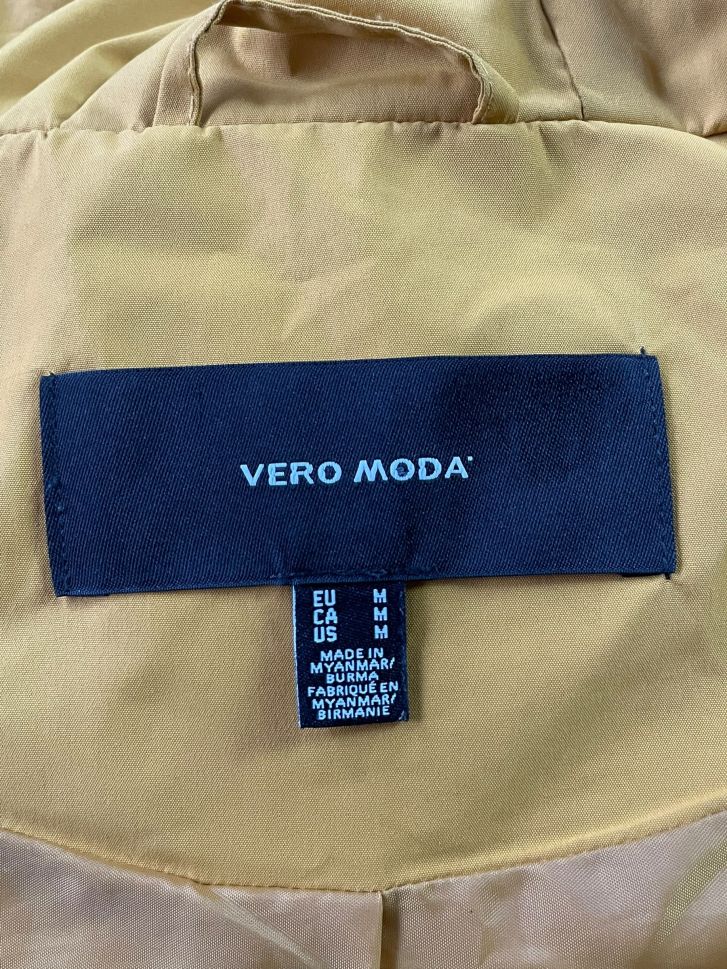 VERO MODA
EU M
CA M
US M
MADE IN
MYANMAR/
BURMA
FABRIQUÉ EN
MYANMAR/
BIRMANIE